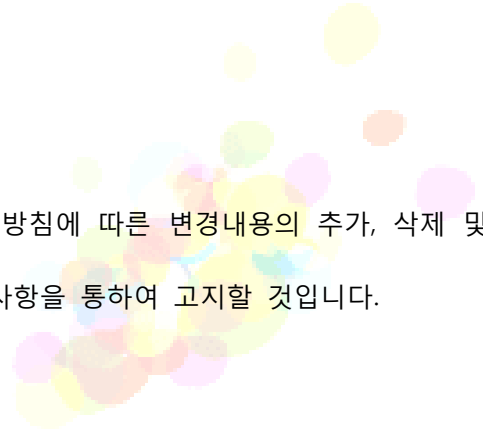 방침에 따른 변경내용의 추가, 삭제 및
사항을 통하여 고지할 것입니다.